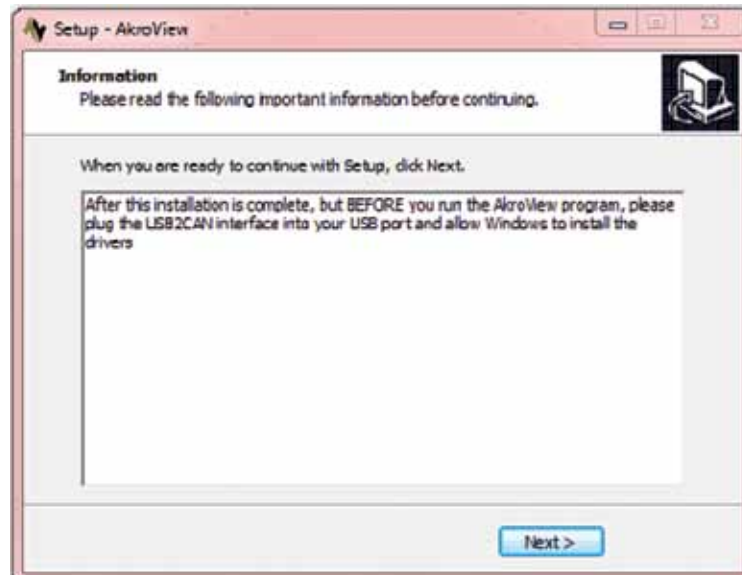 Setup - AkroView
Information
Please read the following important information before continuing.
When you are ready to continue with Setup, click Next.
After this installation is complete, but BEFORE you run the AkroView program, please
plug the USB2CAN interface into your USB port and allow Windows to install the
drivers
Next >